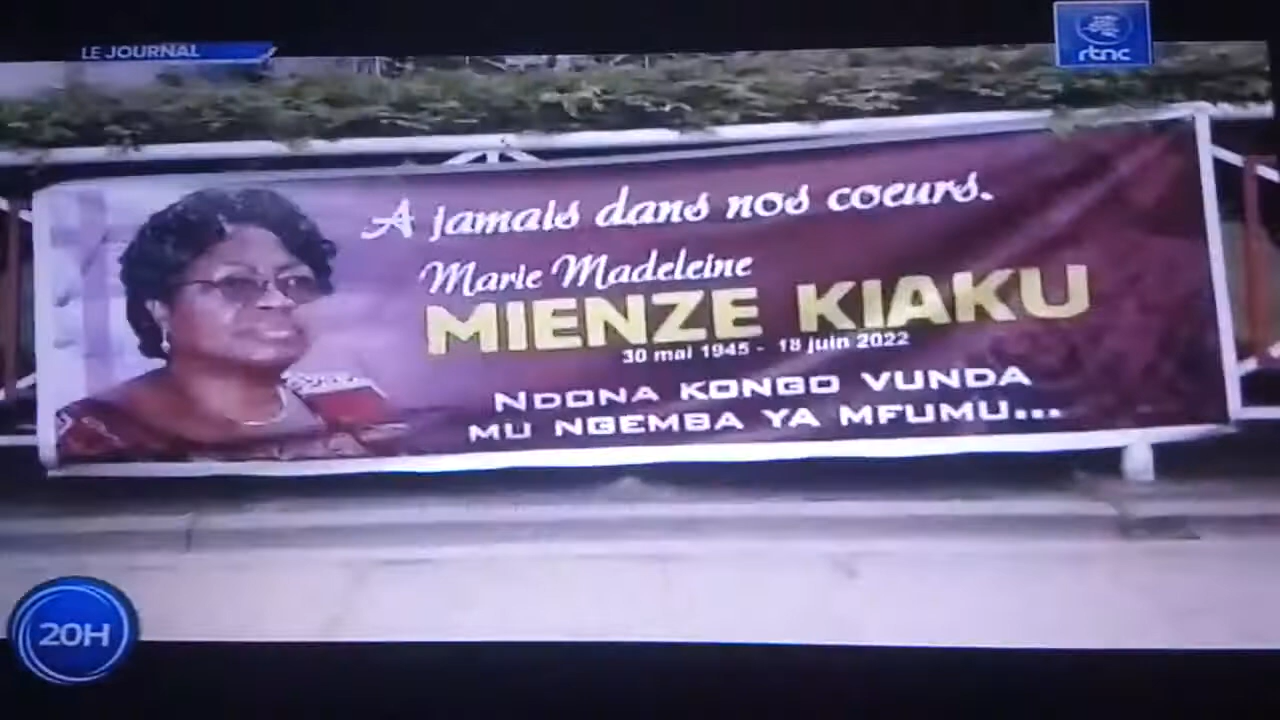 LE JOURNAL
rtnc
A jamais dans nos coeurs.
Marie Madeleine
MIENZE KIAKU
30 mai 1945 - 18 juin 2022
NDONA KONGO VUNDA
MU NGEMBA YA MFUMU...
20H